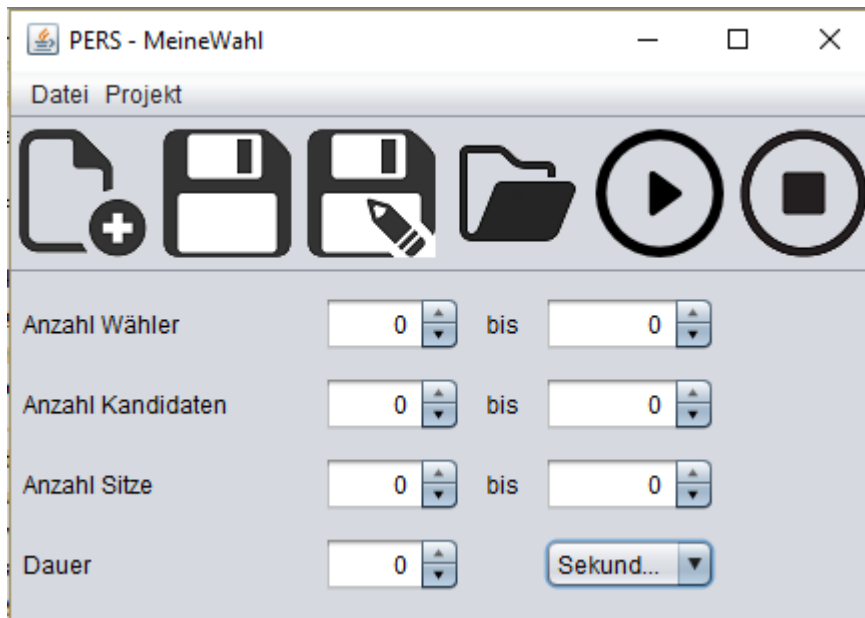 PERS - MeineWahl
Datei Projekt
Anzahl Wähler 0 bis 0
Anzahl Kandidaten 0 bis 0
Anzahl Sitze 0 bis 0
Dauer 0 Sekund...